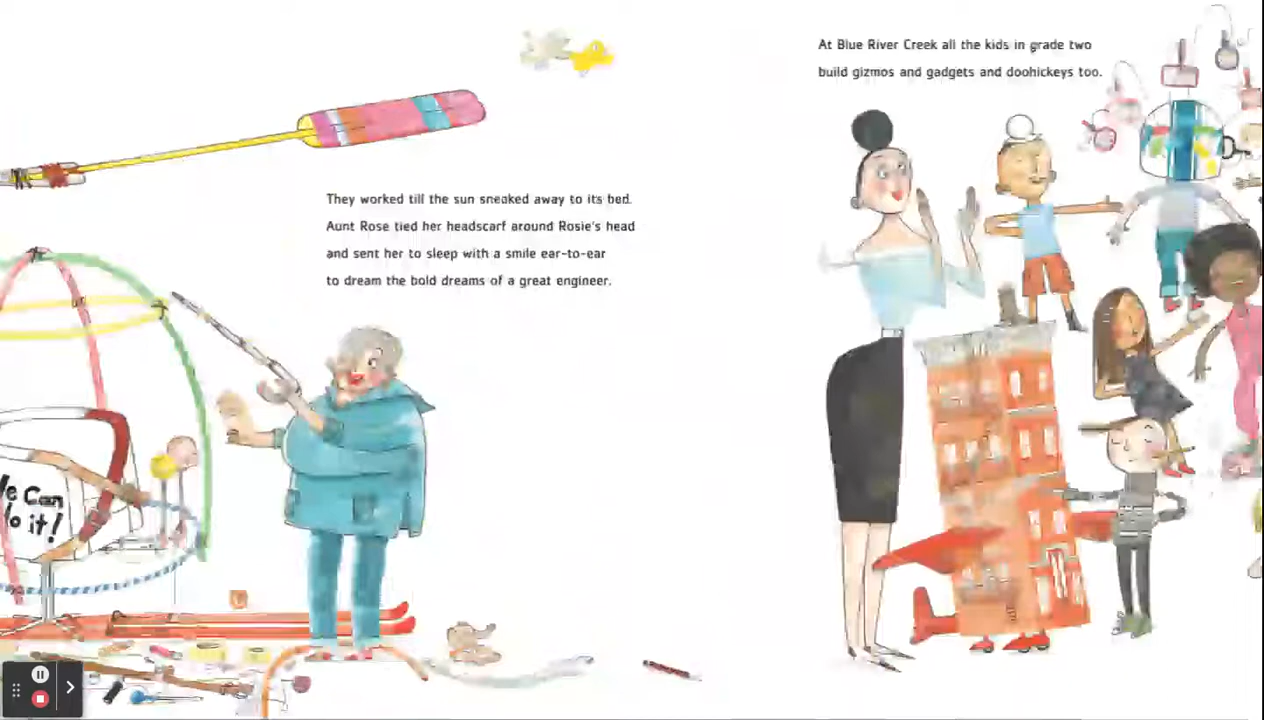 They worked till the sun sneaked away to its bed.
Aunt Rose tied her headscarf around Rosie's head
and sent her to sleep with a smile ear-to-ear
to dream the bold dreams of a great engineer.
At Blue River Creek all the kids in grade two
build gizmos and gadgets and doohickeys too.
e Can
o it!